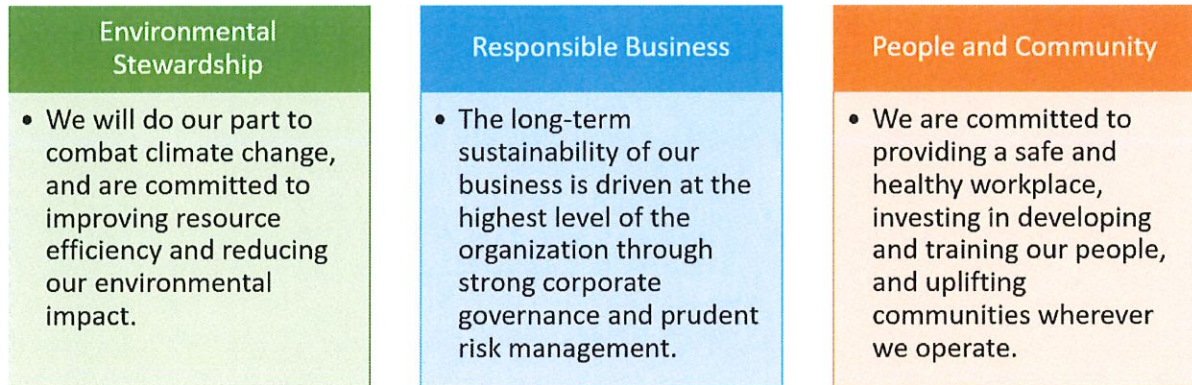 Environmental
Stewardship
• We will do our part to
combat climate change,
and are committed to
improving resource
efficiency and reducing
our environmental
impact.
Responsible Business
• The long-term
sustainability of our
business is driven at the
highest level of the
organization through
strong corporate
governance and prudent
risk management.
People and Community
• We are committed to
providing a safe and
healthy workplace,
investing in developing
and training our people,
and uplifting
communities wherever
we operate.